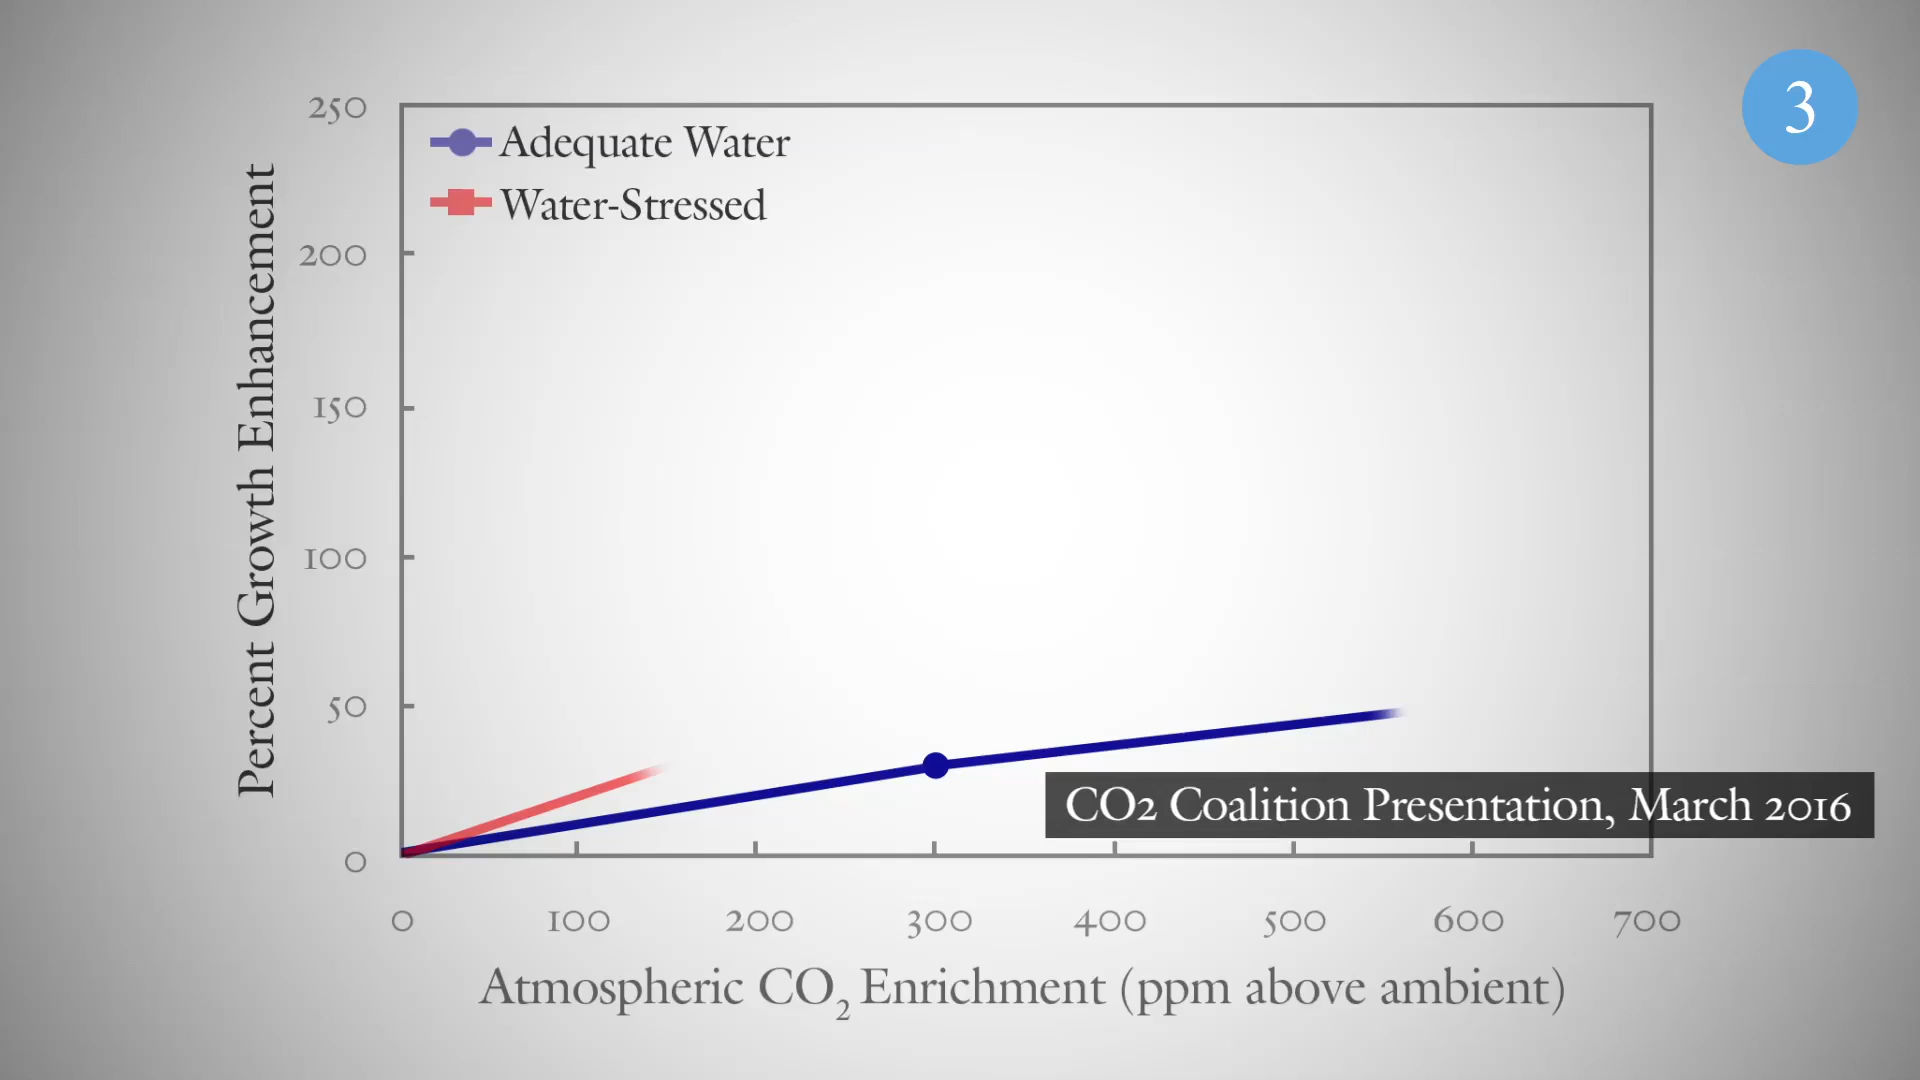 3
250
Adequate Water
Water-Stressed
200
150
100
50
0
Percent Growth Enhancement
CO2 Coalition Presentation, March 2016
0 100 200 300 400 500 600 700
Atmospheric CO₂ Enrichment (ppm above ambient)